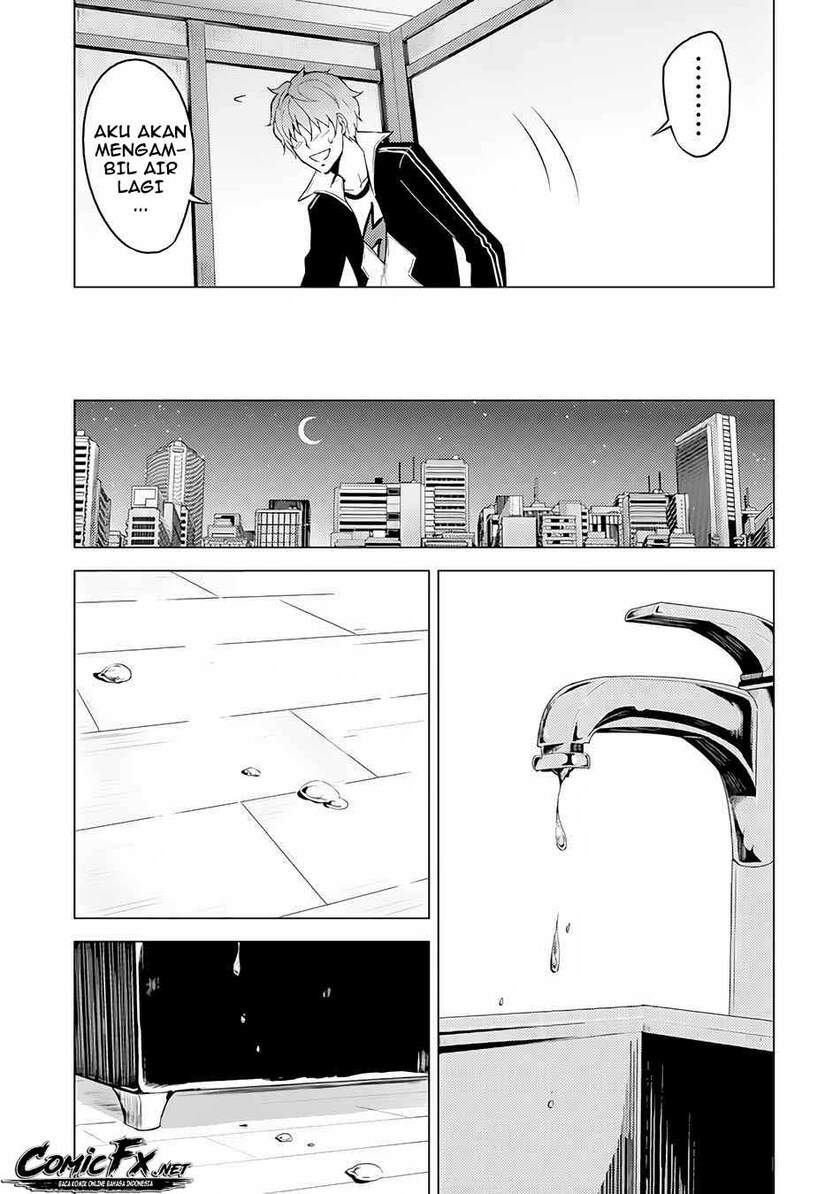 ........
AKU AKAN
MENGAM-
BIL AIR
LAGI
...
COMICFX.NET
BACA KOMIK ONLINE BAHASA INDONESIA